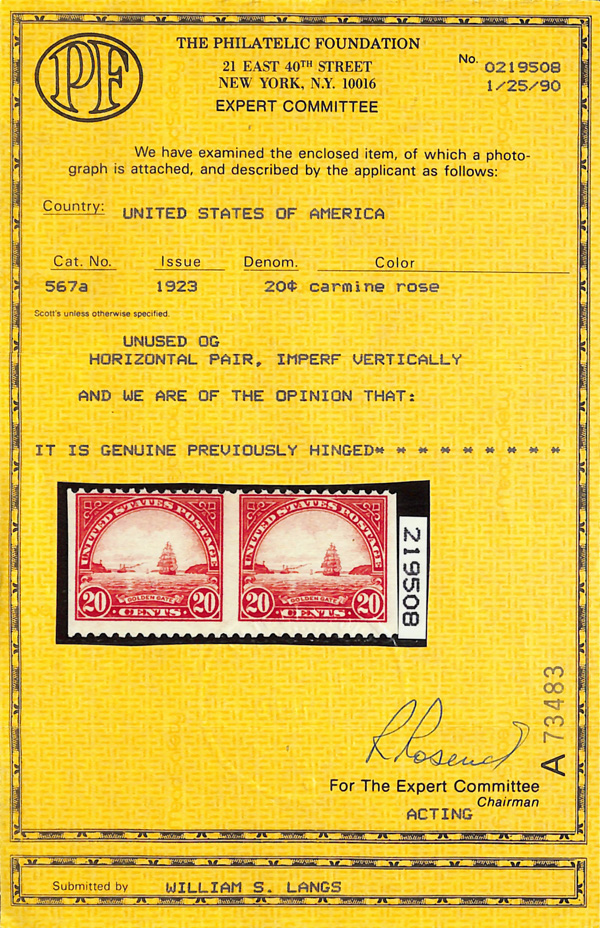 PF
THE PHILATELIC FOUNDATION
21 EAST 40TH STREET
NEW YORK, N.Y. 10016
EXPERT COMMITTEE
No. 0219508
1/25/90
We have examined the enclosed item, of which a photo-
graph is attached, and described by the applicant as follows:
Country: UNITED STATES OF AMERICA
Cat. No. Issue Denom. Color
567a 1923 20¢ carmine rose
Scott's unless otherwise specified.
UNUSED OG
HORIZONTAL PAIR, IMPERF VERTICALLY
AND WE ARE OF THE OPINION THAT:
IT IS GENUINE PREVIOUSLY HINGED* * * * * * * * *
UNITED STATES POSTAGE UNITED STATES POSTAGE
GOLDEN GATE GOLDEN GATE
20 CENTS 20 20 CENTS 20
219508
A 73483
R Rosend
For The Expert Committee
Chairman
ACTING
Submitted by WILLIAM S. LANGS